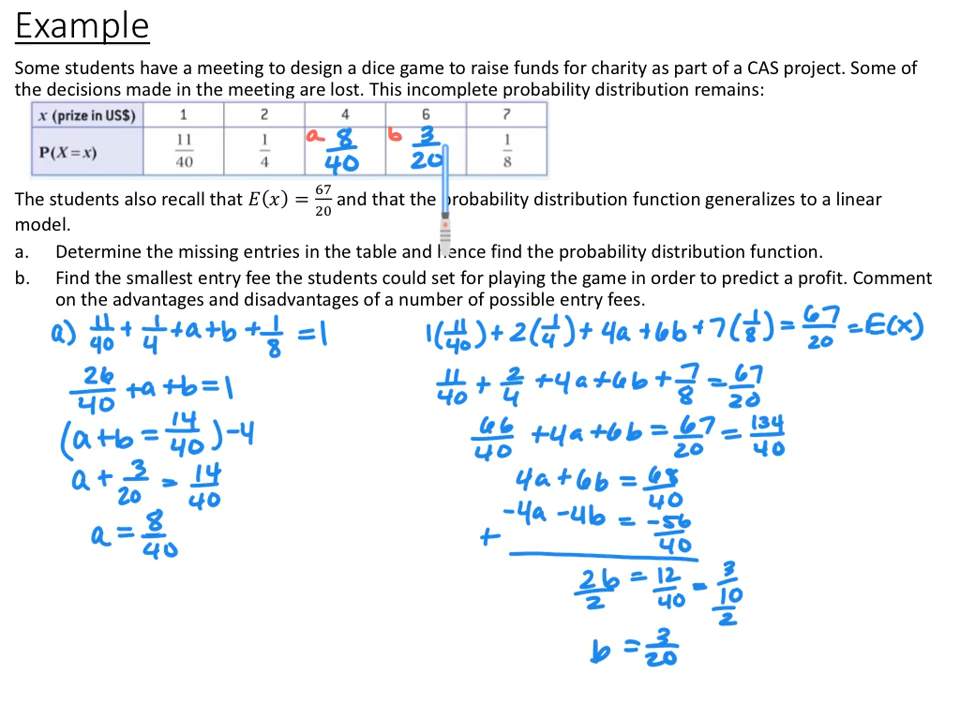 Example
Some students have a meeting to design a dice game to raise funds for charity as part of a CAS project. Some of
the decisions made in the meeting are lost. This incomplete probability distribution remains:
x (prize in US$) 1 2 4 6 7
P(X=x) 11/40 1/4 a 8/40 b 3/20 1/8
The students also recall that E(x) = 67/20 and that the probability distribution function generalizes to a linear
model.
a. Determine the missing entries in the table and hence find the probability distribution function.
b. Find the smallest entry fee the students could set for playing the game in order to predict a profit. Comment
on the advantages and disadvantages of a number of possible entry fees.
a) 11/40 + 1/4 + a + b + 1/8 = 1
26/40 + a + b = 1
(a + b = 14/40) -4
a + 3/20 = 14/40
a = 8/40
1(11/40) + 2(1/4) + 4a + 6b + 7(1/8) = 67/20 = E(x)
11/40 + 2/4 + 4a + 6b + 7/8 = 67/20
66/40 + 4a + 6b = 67/20 = 134/40
4a + 6b = 68/40
+ -4a - 4b = -56/40
2b/2 = 12/40 = 3/10/2
b = 3/20